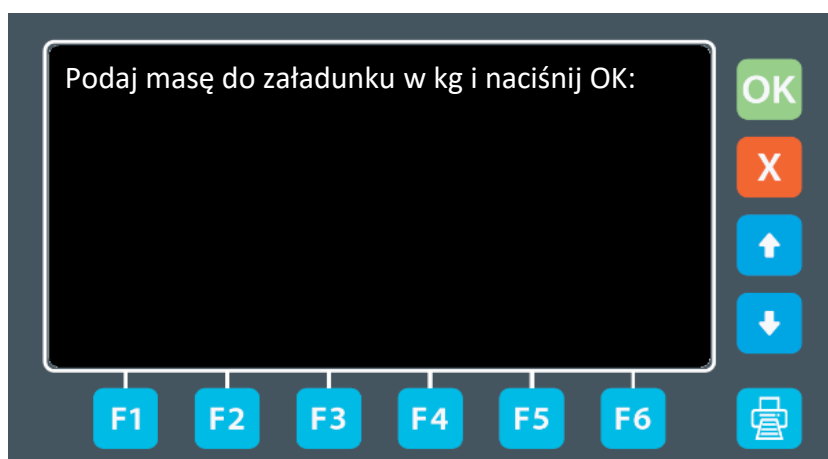 Podaj masę do załadunku w kg i naciśnij OK:
OK
X
F1 F2 F3 F4 F5 F6